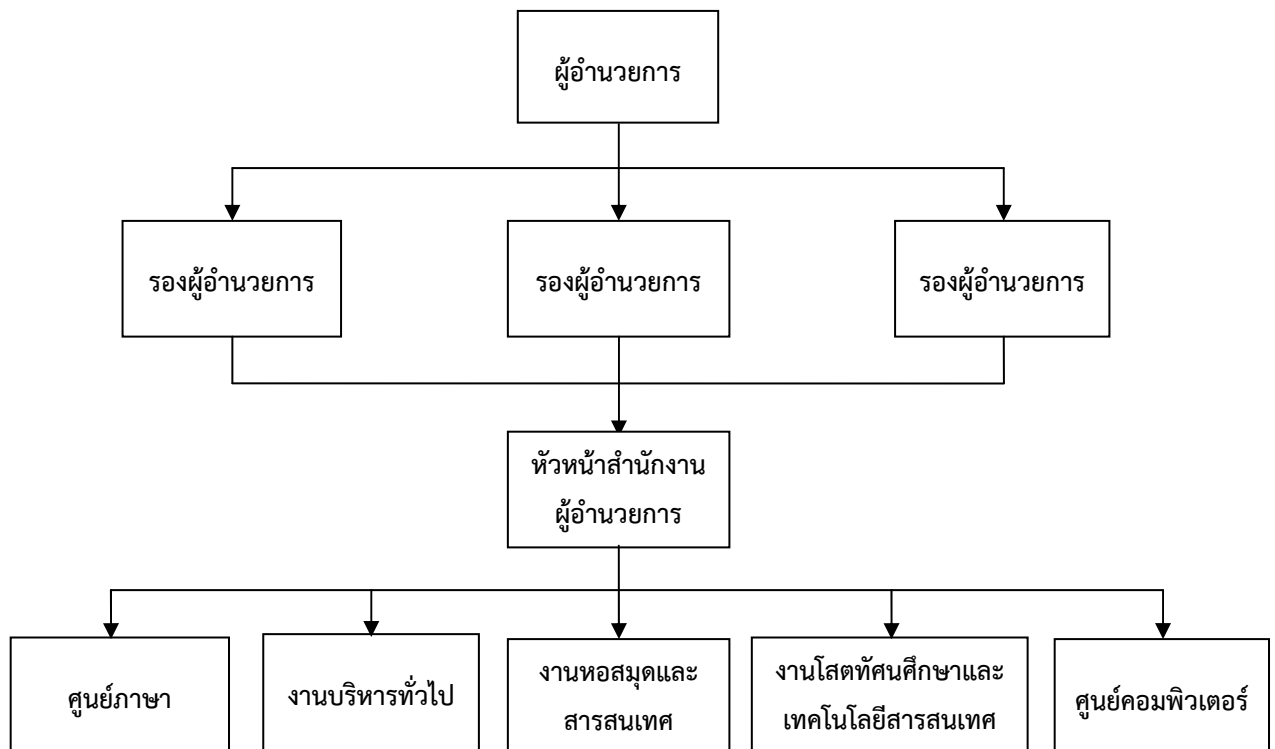 ผู้อำนวยการ
รองผู้อำนวยการ
รองผู้อำนวยการ
รองผู้อำนวยการ
หัวหน้าสำนักงาน
ผู้อำนวยการ
ศูนย์ภาษา
งานบริหารทั่วไป
งานหอสมุดและ
สารสนเทศ
งานโสตทัศนศึกษาและ
เทคโนโลยีสารสนเทศ
ศูนย์คอมพิวเตอร์